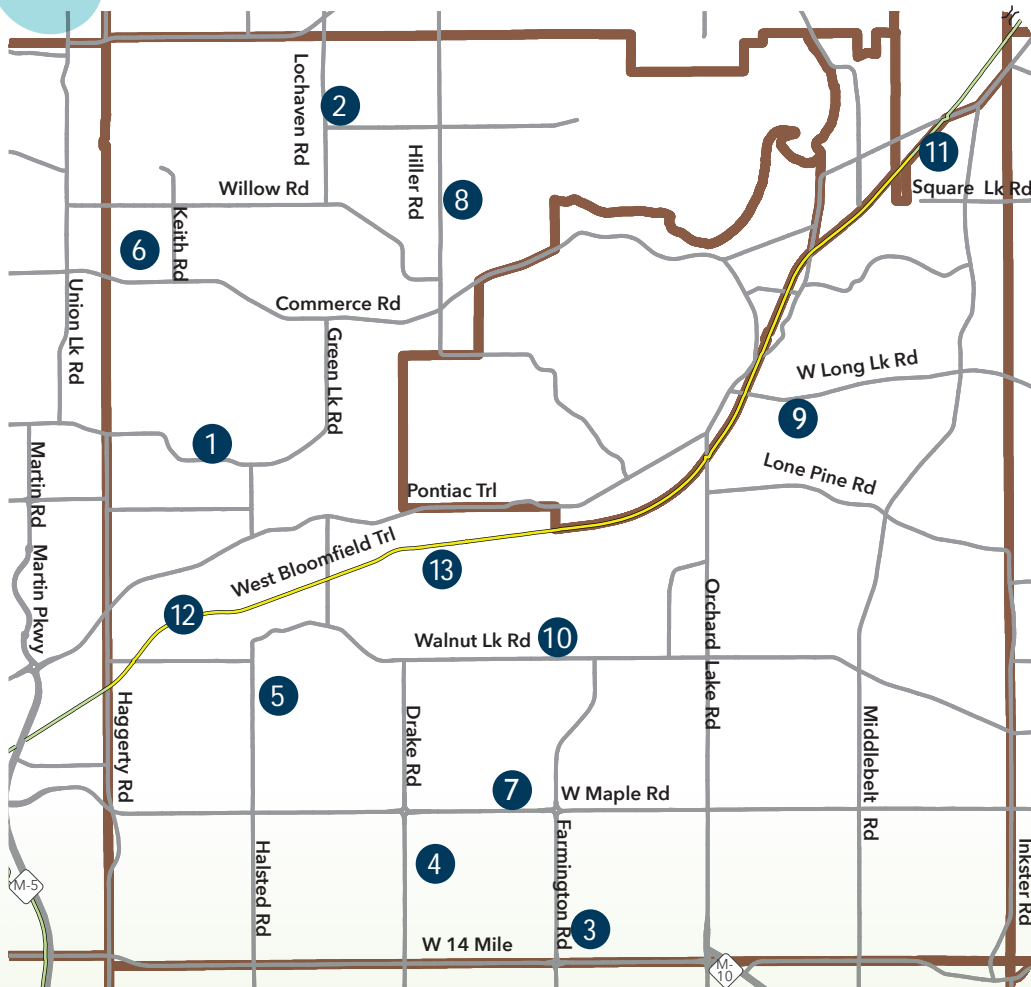 Lochaven Rd
2
Hiller Rd
11
Willow Rd
8
Square Lk Rd
Keith Rd
6
Union Lk Rd
Commerce Rd
Green Lk Rd
W Long Lk Rd
9
1
Martin Rd
Lone Pine Rd
Pontiac Trl
West Bloomfield Trl
13
Martin Pkwy
12
Orchard Lake Rd
Walnut Lk Rd
10
5
Haggerty Rd
Drake Rd
Middlebelt Rd
7
W Maple Rd
Farmington Rd
Halsted Rd
4
Inkster Rd
M-5
3
W 14 Mile
M-
10